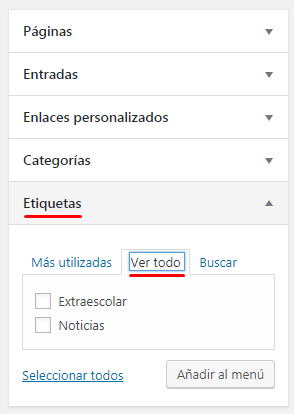 Páginas
Entradas
Enlaces personalizados
Categorías
Etiquetas
Más utilizadas Ver todo Buscar
Extraescolar
Noticias
Seleccionar todos Añadir al menú